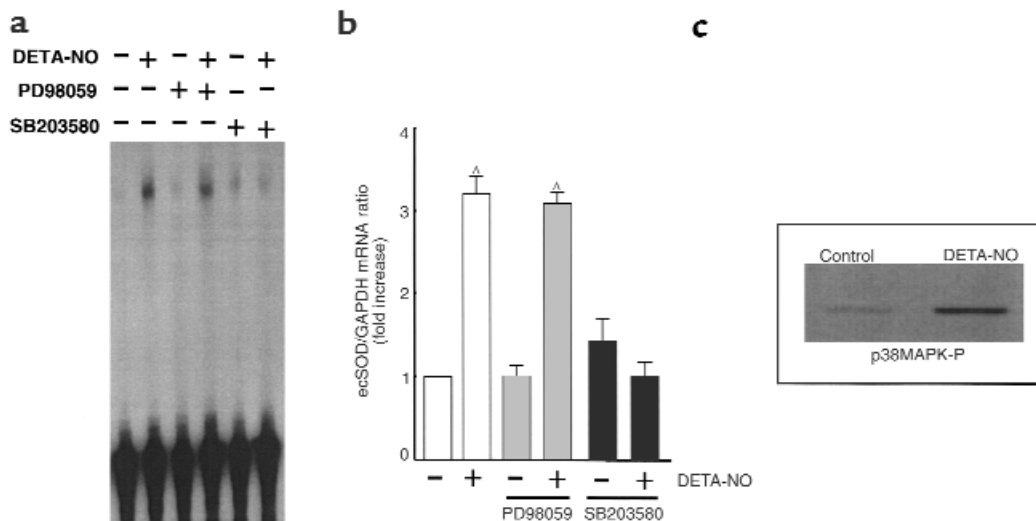 a
DETA-NO − + − + − +
PD98059 − − + + − −
SB203580 − − − − + +
b
ecSOD/GAPDH mRNA ratio
(fold increase)
4
3
2
1
0
^
^
− + − + − + DETA-NO
PD98059 SB203580
c
Control DETA-NO
p38MAPK-P